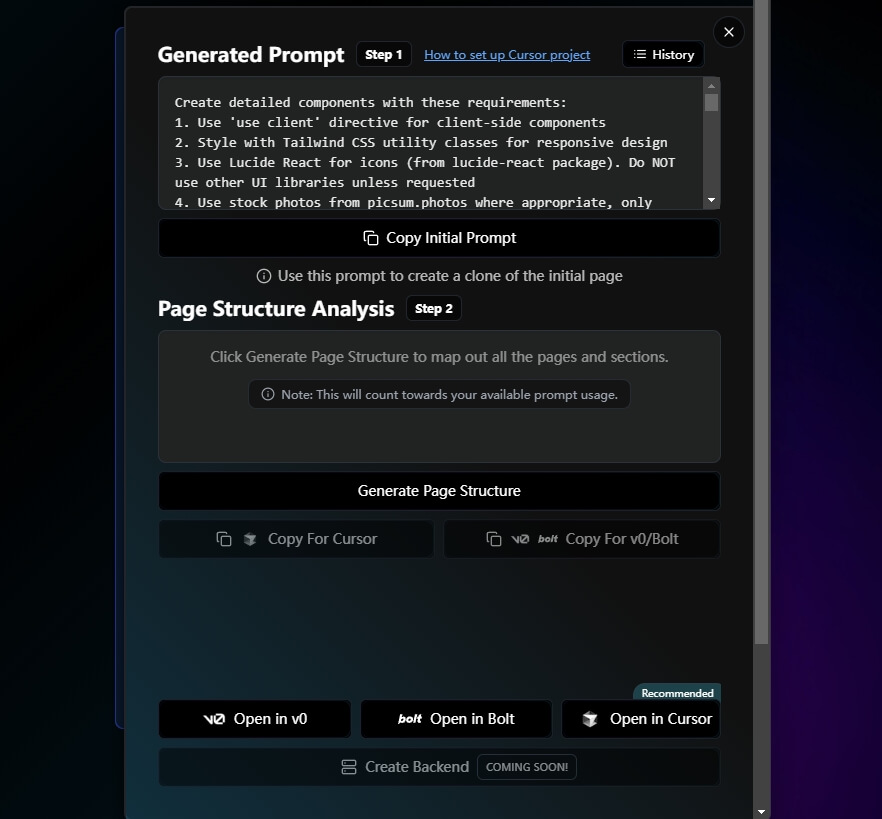 Generated Prompt Step 1 How to set up Cursor project History
Create detailed components with these requirements:
1. Use 'use client' directive for client-side components
2. Style with Tailwind CSS utility classes for responsive design
3. Use Lucide React for icons (from lucide-react package). Do NOT
use other UI libraries unless requested
4. Use stock photos from picsum.photos where appropriate, only
Copy Initial Prompt
Use this prompt to create a clone of the initial page
Page Structure Analysis Step 2
Click Generate Page Structure to map out all the pages and sections.
Note: This will count towards your available prompt usage.
Generate Page Structure
Copy For Cursor v0 bolt Copy For v0/Bolt
Recommended
v0 Open in v0 bolt Open in Bolt Open in Cursor
Create Backend COMING SOON!